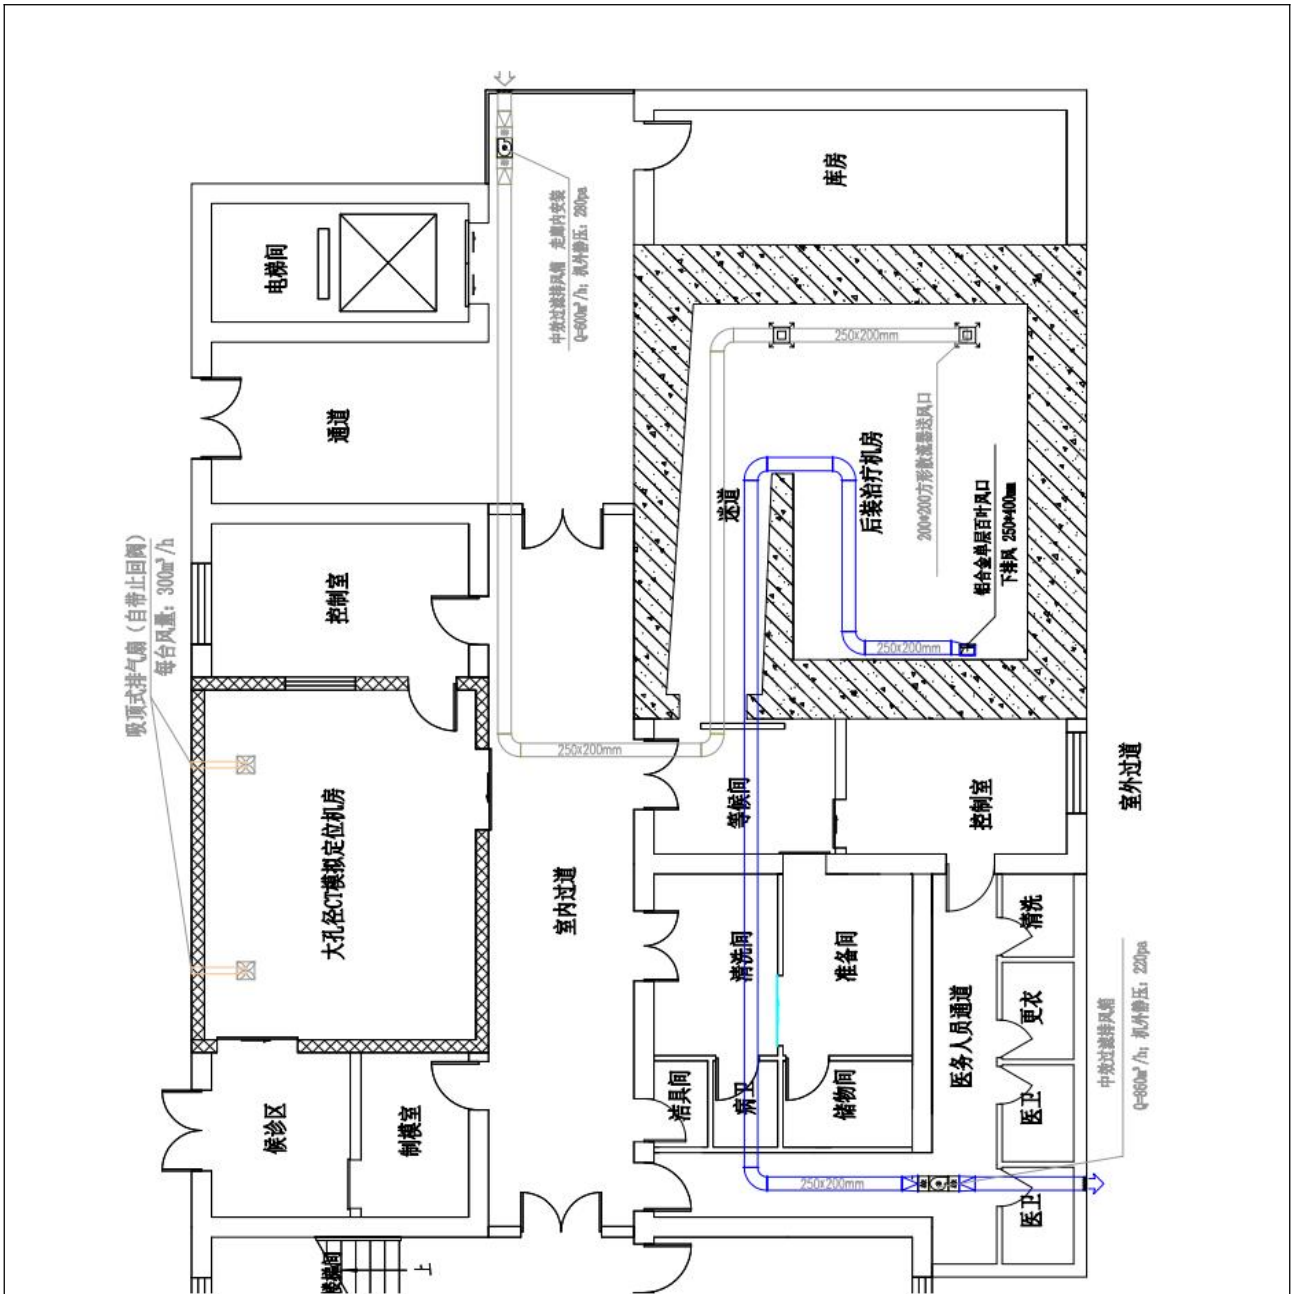 库房
电梯间
中效过滤排风箱 走廊内安装
Q=600m³/h; 机外静压: 280pa
250X200mm
通道
200*200方形散流器送风口
后装治疗机房
迷道
铝合金单层百叶风口
下排风 250*400mm
吸顶式排气扇（自带止回阀）
每台风量: 300m³/h
控制室
250X200mm
250X200mm
室外过道
等候间
控制室
大孔径CT模拟定位机房
室内过道
清洗间
准备间
清洗
更衣
医务人员通道
中效过滤排风箱
Q=860m³/h; 机外静压: 220pa
洁具间
病卫
储物间
医卫
候诊区
制模室
250X200mm
医卫
楼梯间
上